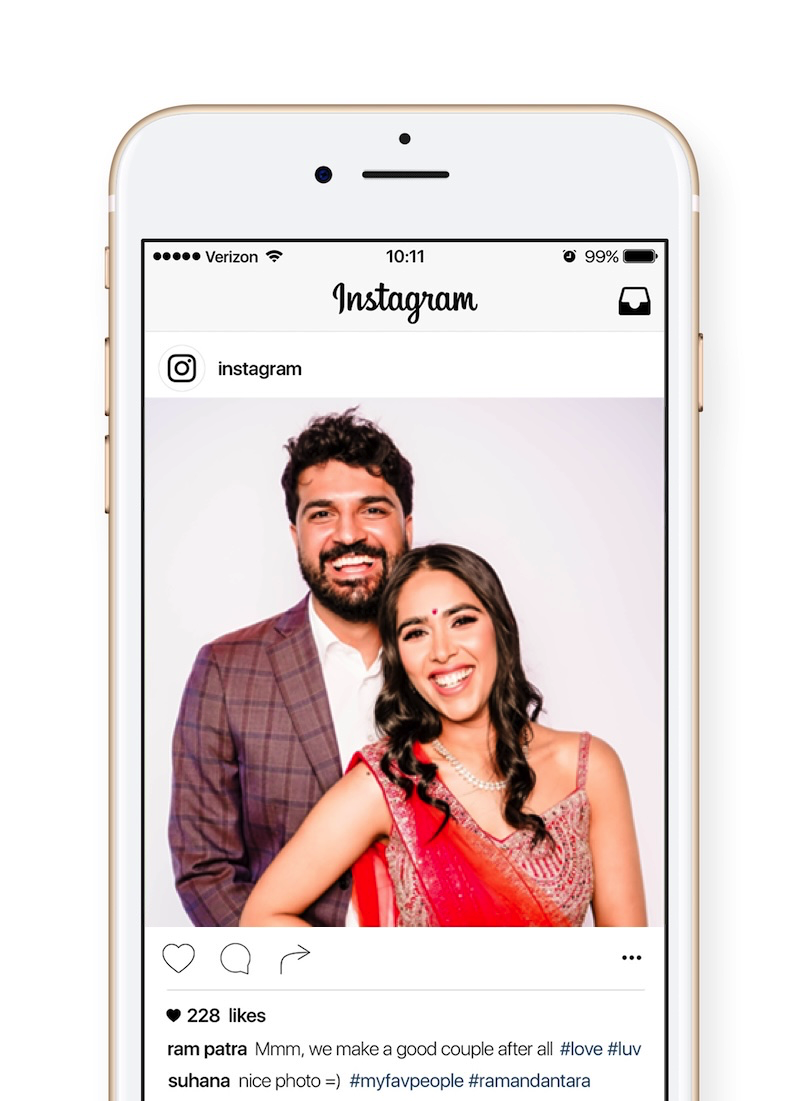 Verizon 10:11 99%
Instagram
instagram
228 likes
ram patra Mmm, we make a good couple after all #love #luv
suhana nice photo =) #myfavpeople #ramandantara